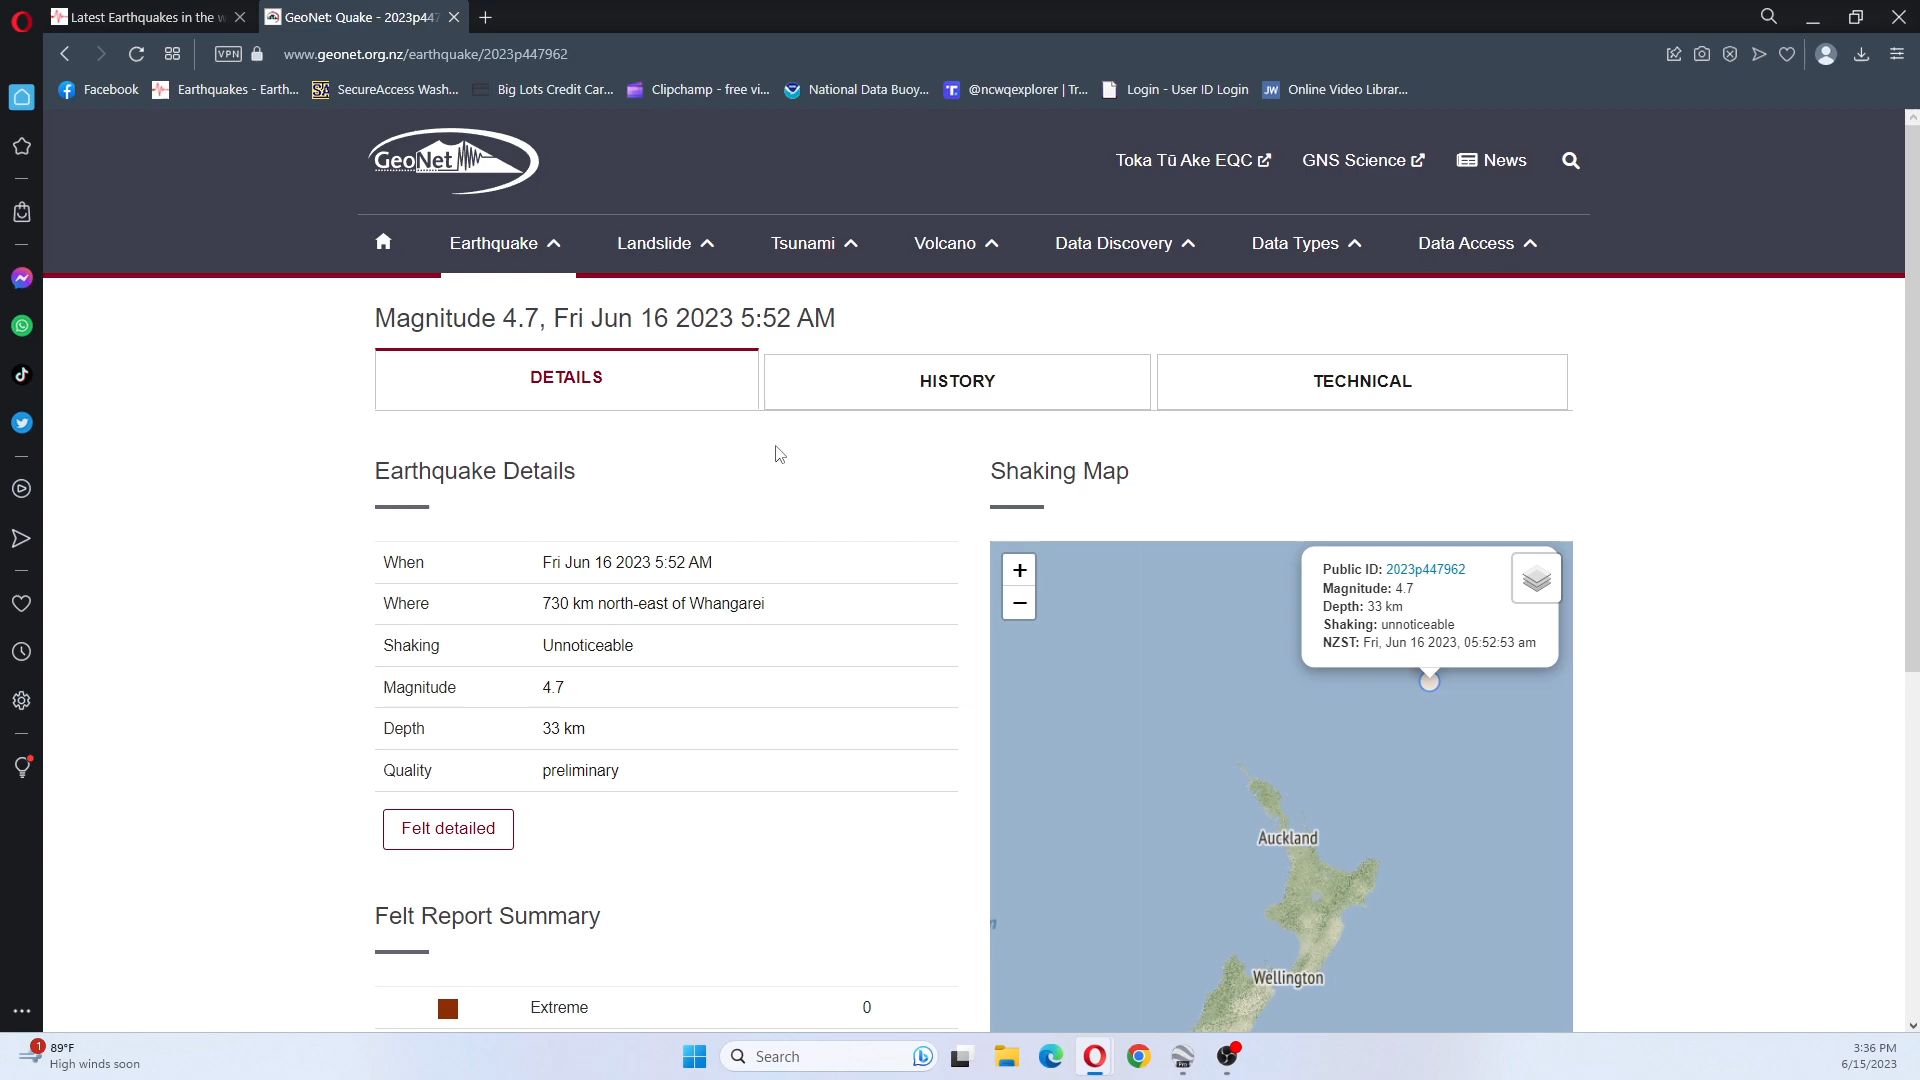 Latest Earthquakes in the w
GeoNet: Quake - 2023p447
VPN
www.geonet.org.nz/earthquake/2023p447962
Facebook
Earthquakes - Earth...
SecureAccess Wash...
Big Lots Credit Car...
Clipchamp - free vi...
National Data Buoy...
@ncwqexplorer | Tr...
Login - User ID Login
JW
Online Video Librar...
GeoNet
Toka Tū Ake EQC
GNS Science
News
Earthquake
Landslide
Tsunami
Volcano
Data Discovery
Data Types
Data Access
Magnitude 4.7, Fri Jun 16 2023 5:52 AM
DETAILS
HISTORY
TECHNICAL
Earthquake Details
When Fri Jun 16 2023 5:52 AM
Where 730 km north-east of Whangarei
Shaking Unnoticeable
Magnitude 4.7
Depth 33 km
Quality preliminary
Felt detailed
Felt Report Summary
Extreme 0
Shaking Map
+
−
Public ID: 2023p447962
Magnitude: 4.7
Depth: 33 km
Shaking: unnoticeable
NZST: Fri, Jun 16 2023, 05:52:53 am
Auckland
Wellington
1
89°F
High winds soon
Search
3:36 PM
6/15/2023